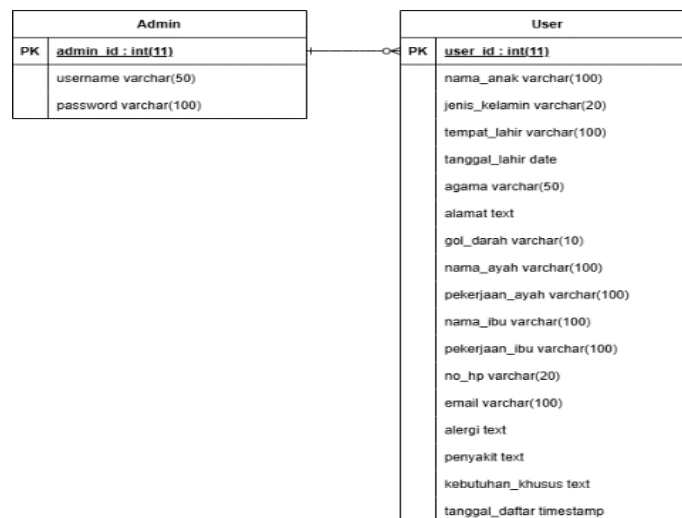 Admin
PK admin_id : int(11)
username varchar(50)
password varchar(100)
User
PK user_id : int(11)
nama_anak varchar(100)
jenis_kelamin varchar(20)
tempat_lahir varchar(100)
tanggal_lahir date
agama varchar(50)
alamat text
gol_darah varchar(10)
nama_ayah varchar(100)
pekerjaan_ayah varchar(100)
nama_ibu varchar(100)
pekerjaan_ibu varchar(100)
no_hp varchar(20)
email varchar(100)
alergi text
penyakit text
kebutuhan_khusus text
tanggal_daftar timestamp